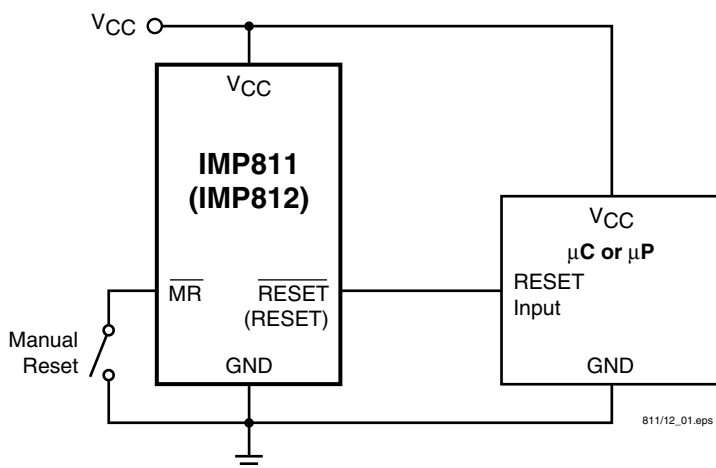 VCC
VCC
IMP811
(IMP812)
MR
RESET
(RESET)
GND
Manual
Reset
VCC
μC or μP
RESET
Input
GND
811/12_01.eps